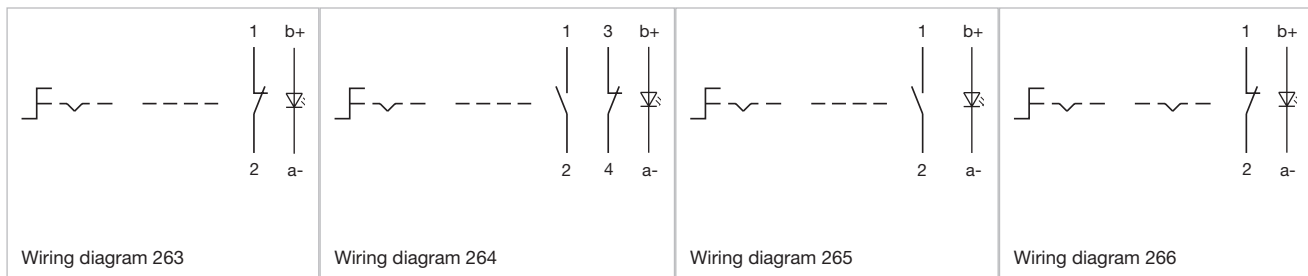 1 b+
2 a-
Wiring diagram 263
1 3 b+
2 4 a-
Wiring diagram 264
1 b+
2 a-
Wiring diagram 265
1 b+
2 a-
Wiring diagram 266